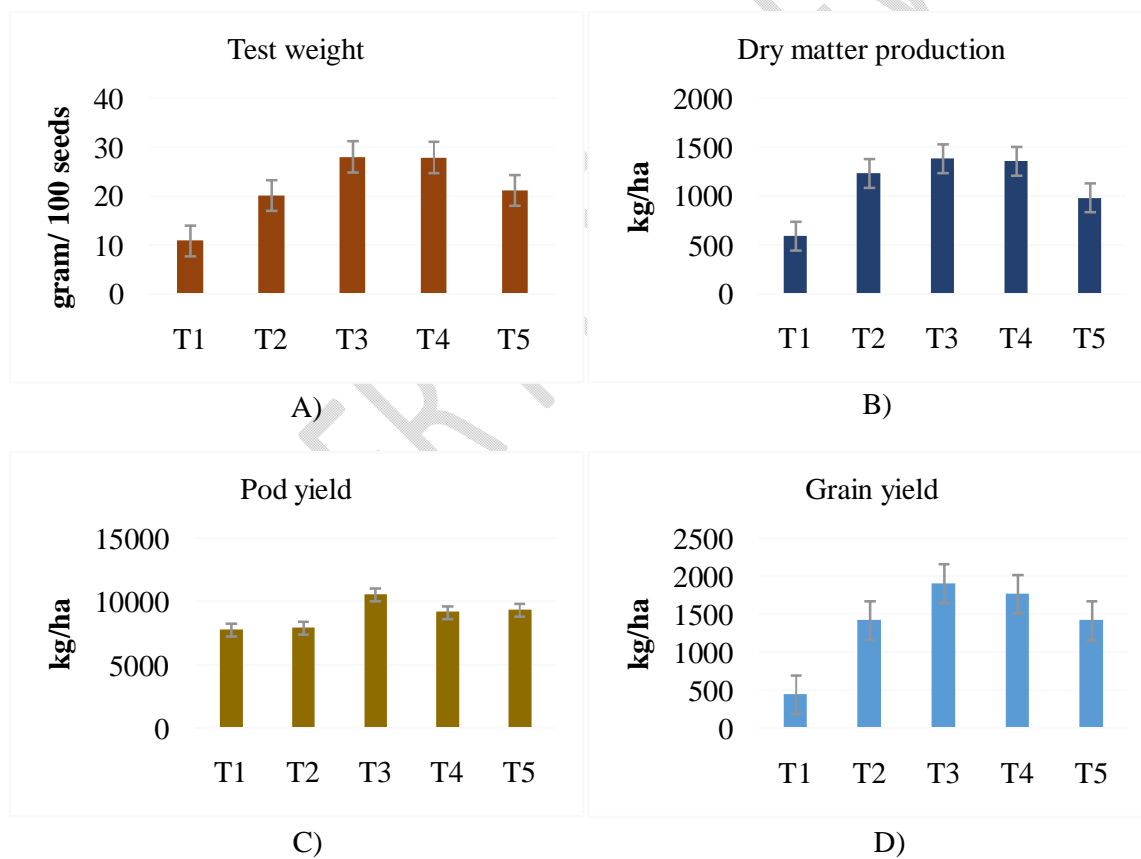 Test weight
gram/ 100 seeds
40
30
20
10
0
T1 T2 T3 T4 T5
A)
Dry matter production
kg/ha
2000
1500
1000
500
0
T1 T2 T3 T4 T5
B)
Pod yield
kg/ha
15000
10000
5000
0
T1 T2 T3 T4 T5
C)
Grain yield
kg/ha
2500
2000
1500
1000
500
0
T1 T2 T3 T4 T5
D)